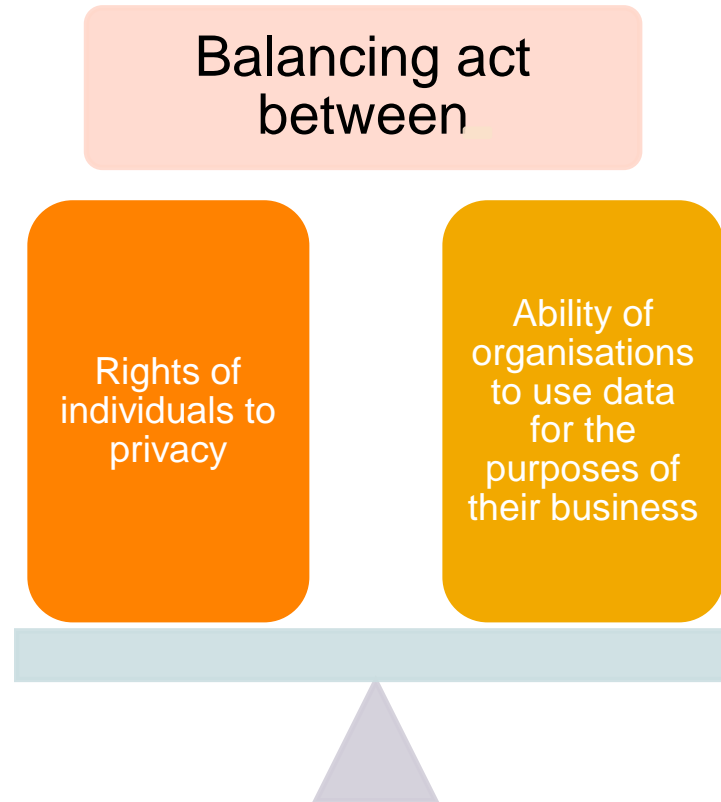 Balancing act
between
Rights of
individuals to
privacy
Ability of
organisations
to use data
for the
purposes of
their business